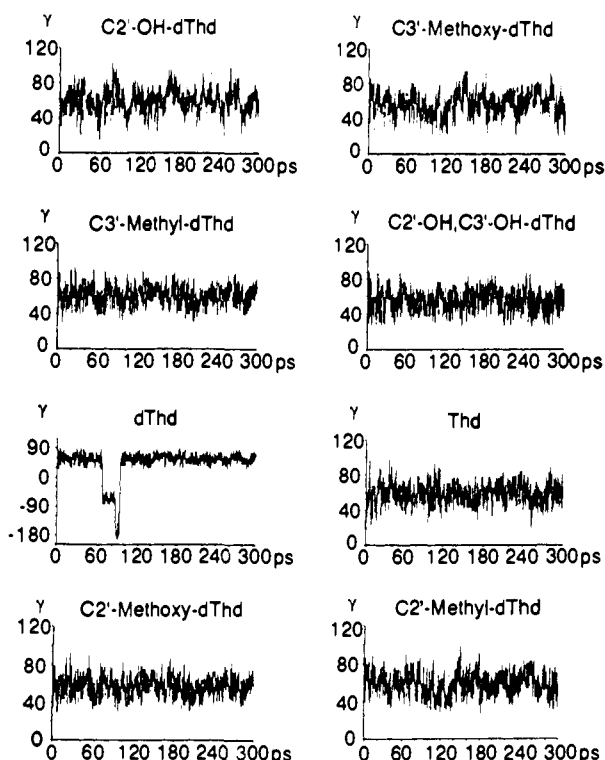 γ C2'-OH-dThd
120
80
40
0
0 60 120 180 240 300ps
γ C3'-Methoxy-dThd
120
80
40
0
0 60 120 180 240 300ps
γ C3'-Methyl-dThd
120
80
40
0
0 60 120 180 240 300ps
γ C2'-OH,C3'-OH-dThd
120
80
40
0
0 60 120 180 240 300ps
γ dThd
90
0
-90
-180
0 60 120 180 240 300 ps
γ Thd
120
80
40
0
0 60 120 180 240 300ps
γ C2'-Methoxy-dThd
120
80
40
0
0 60 120 180 240 300ps
γ C2'-Methyl-dThd
120
80
40
0
0 60 120 180 240 300ps